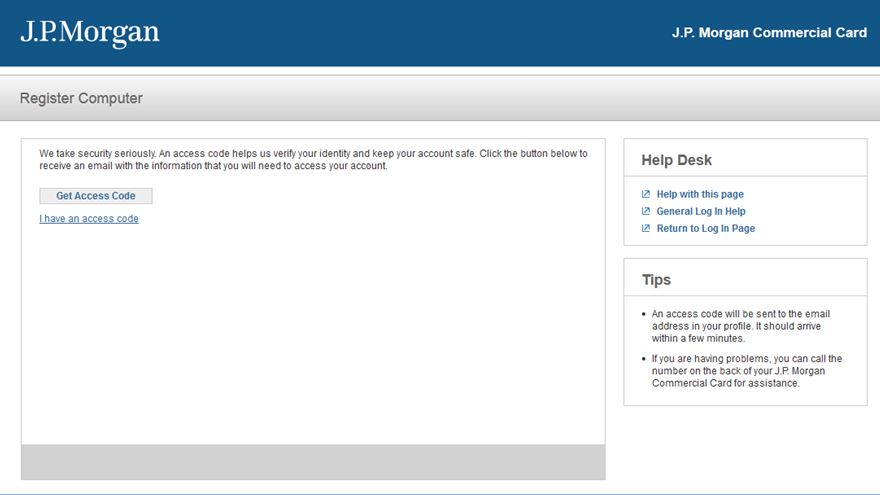 J.P.Morgan
J.P. Morgan Commercial Card
Register Computer
We take security seriously. An access code helps us verify your identity and keep your account safe. Click the button below to
receive an email with the information that you will need to access your account.
Get Access Code
I have an access code
Help Desk
Help with this page
General Log In Help
Return to Log In Page
Tips
• An access code will be sent to the email
address in your profile. It should arrive
within a few minutes.
• If you are having problems, you can call the
number on the back of your J.P. Morgan
Commercial Card for assistance.